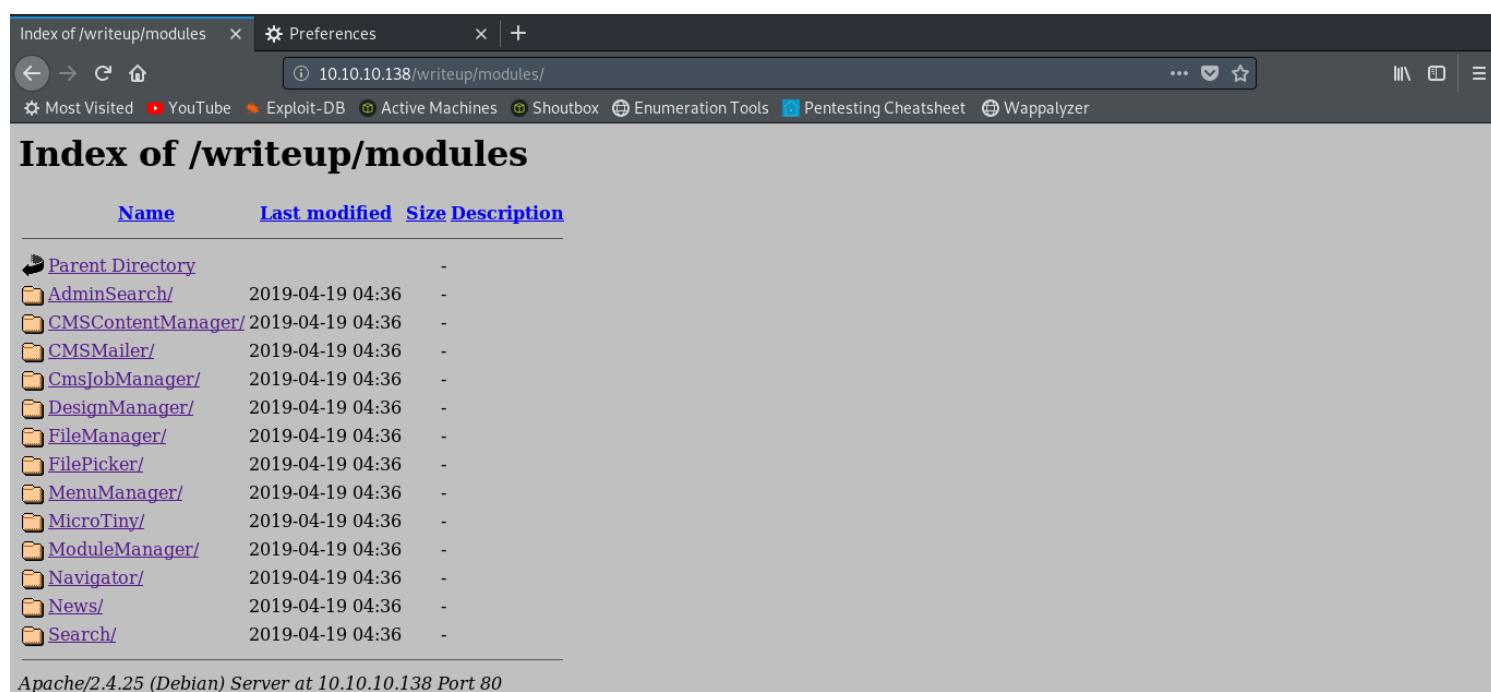 Index of /writeup/modules × Preferences × +
10.10.10.138/writeup/modules/
Most Visited YouTube Exploit-DB Active Machines Shoutbox Enumeration Tools Pentesting Cheatsheet Wappalyzer
Index of /writeup/modules
Name Last modified Size Description
Parent Directory -
AdminSearch/ 2019-04-19 04:36 -
CMSContentManager/ 2019-04-19 04:36 -
CMSMailer/ 2019-04-19 04:36 -
CmsJobManager/ 2019-04-19 04:36 -
DesignManager/ 2019-04-19 04:36 -
FileManager/ 2019-04-19 04:36 -
FilePicker/ 2019-04-19 04:36 -
MenuManager/ 2019-04-19 04:36 -
MicroTiny/ 2019-04-19 04:36 -
ModuleManager/ 2019-04-19 04:36 -
Navigator/ 2019-04-19 04:36 -
News/ 2019-04-19 04:36 -
Search/ 2019-04-19 04:36 -
Apache/2.4.25 (Debian) Server at 10.10.10.138 Port 80